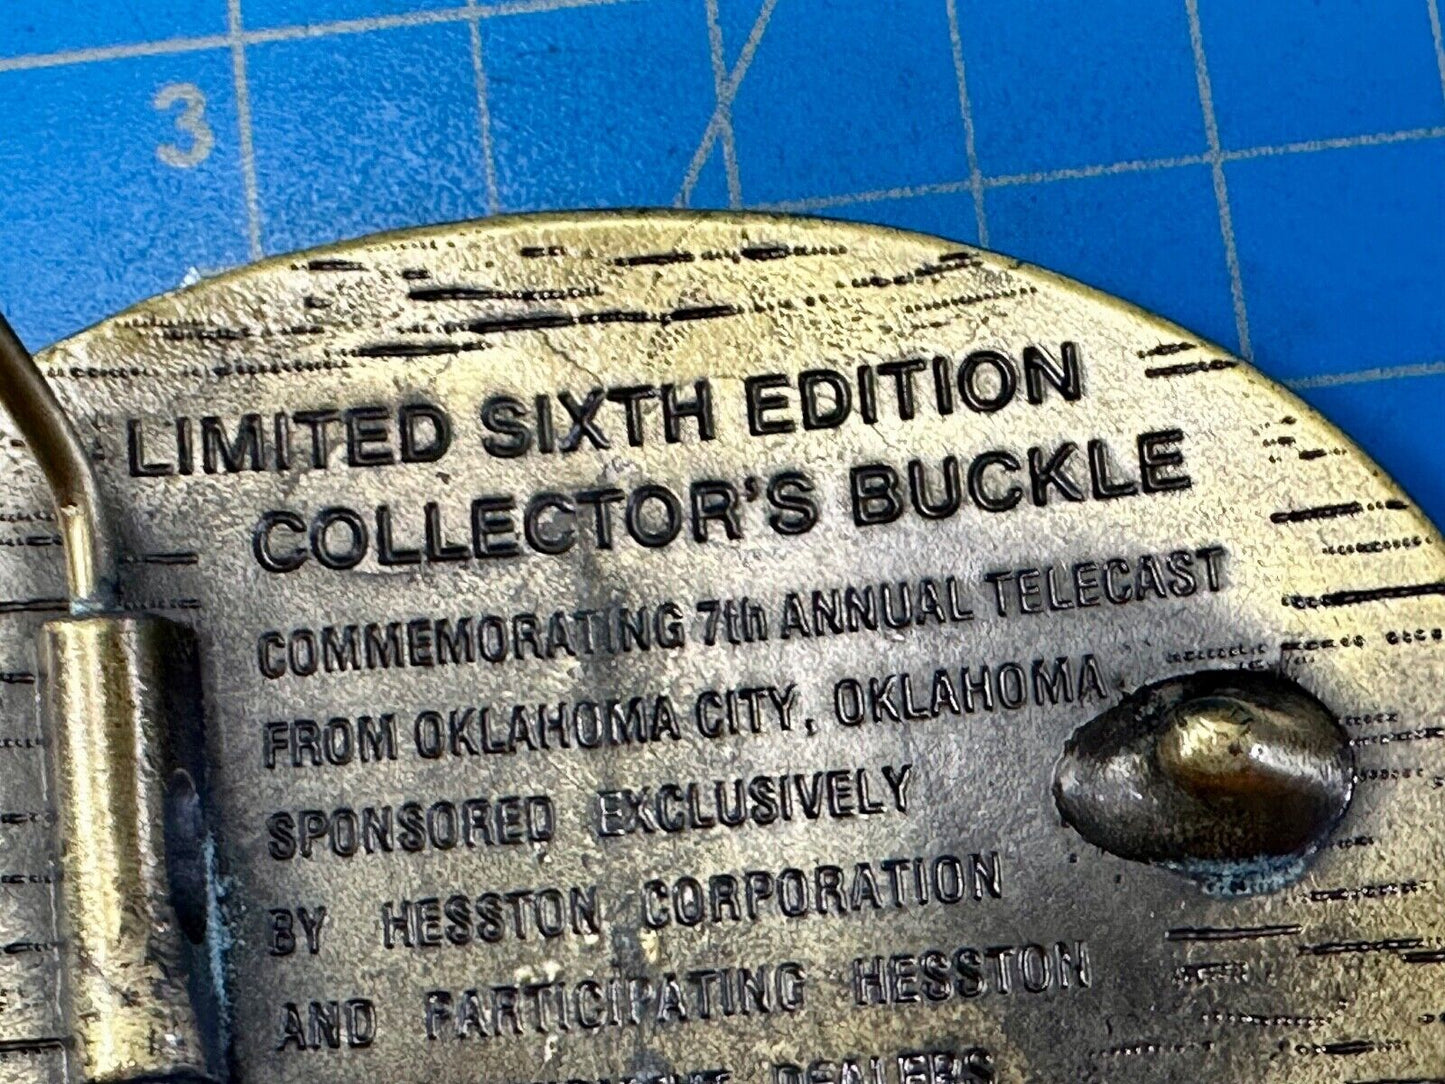 3
LIMITED SIXTH EDITION
COLLECTOR'S BUCKLE
COMMEMORATING 7th ANNUAL TELECAST
FROM OKLAHOMA CITY, OKLAHOMA
SPONSORED EXCLUSIVELY
BY HESSTON CORPORATION
AND PARTICIPATING HESSTON
DEALERS